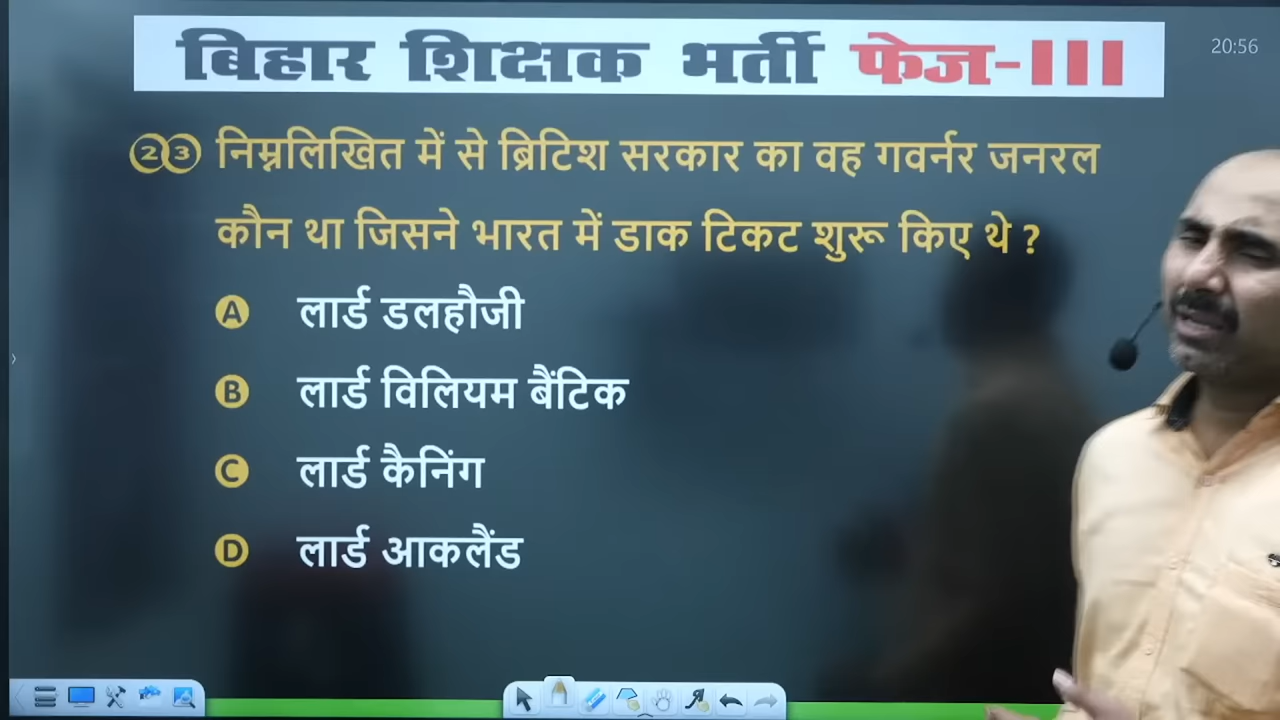 बिहार शिक्षक भर्ती फेज-III
20:56
23 निम्नलिखित में से ब्रिटिश सरकार का वह गवर्नर जनरल
कौन था जिसने भारत में डाक टिकट शुरू किए थे ?
A लार्ड डलहौजी
B लार्ड विलियम बैंटिक
C लार्ड कैनिंग
D लार्ड आकलैंड